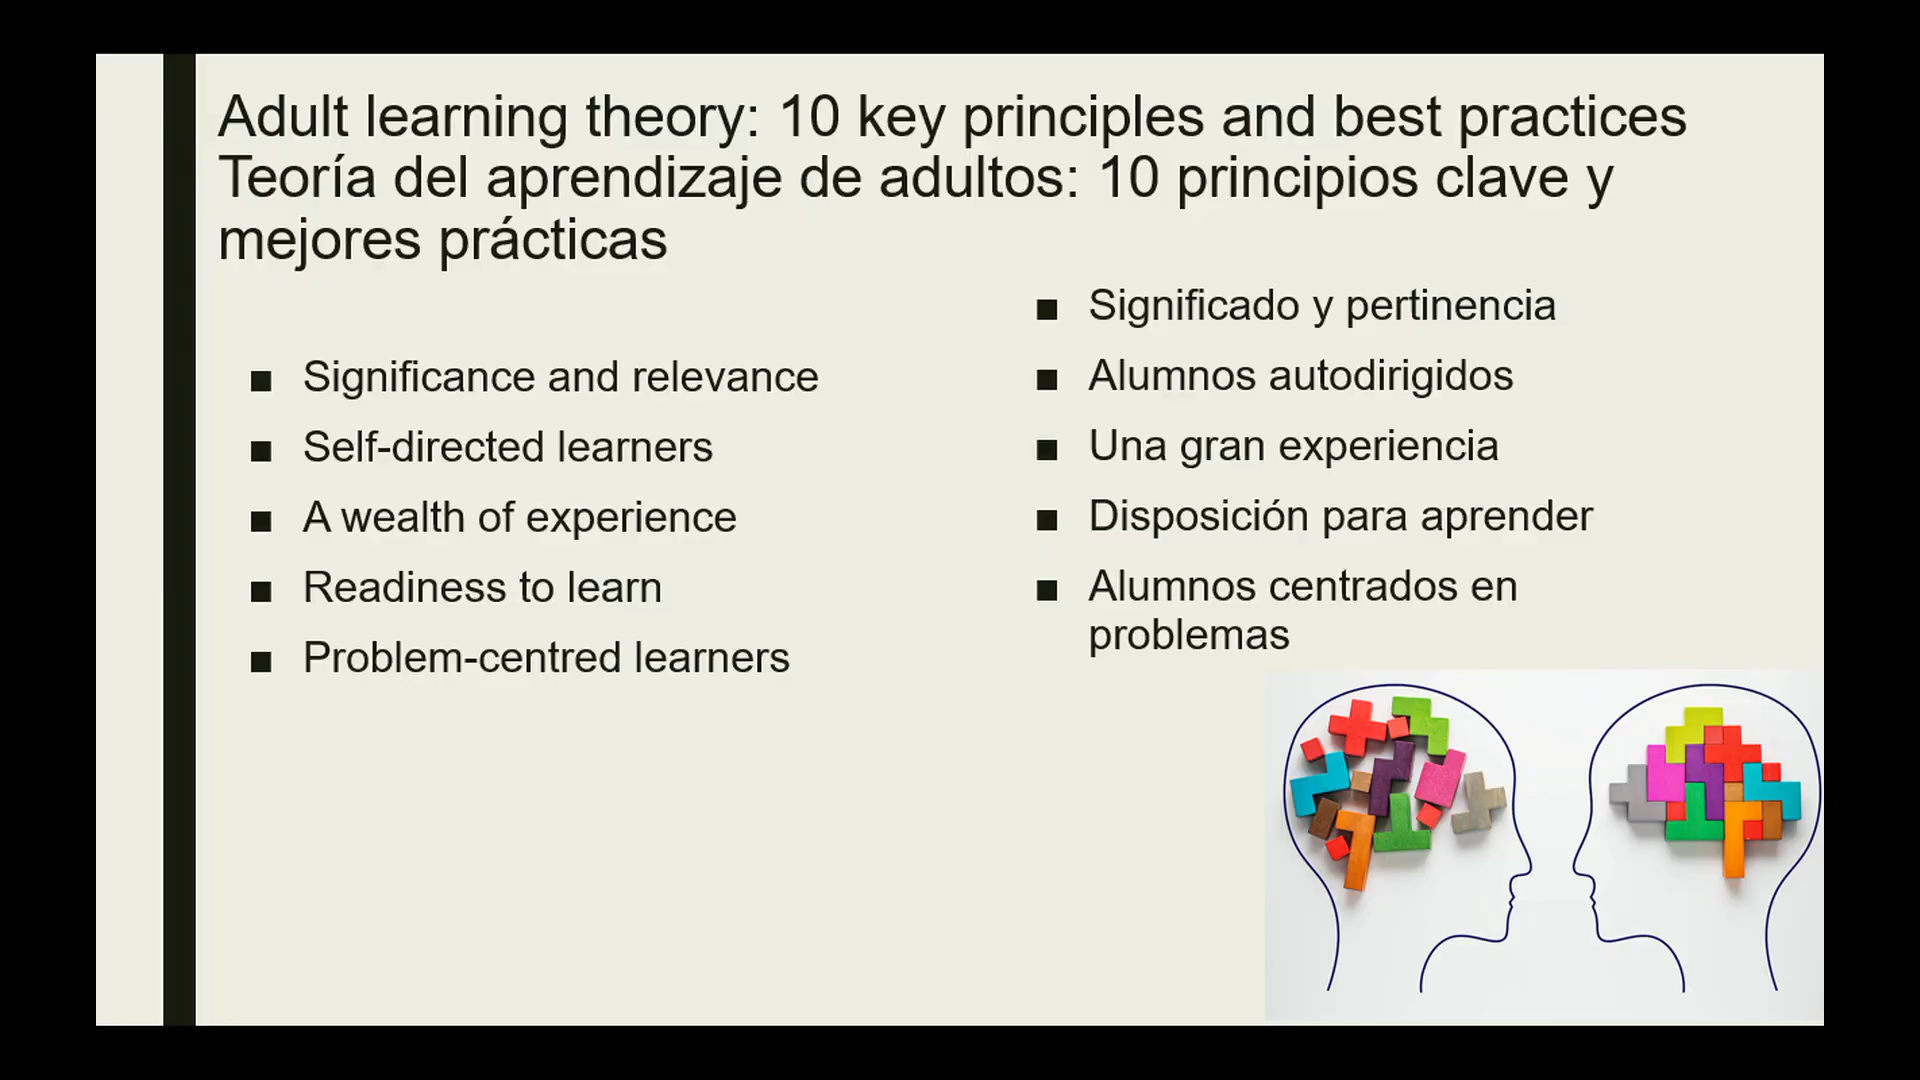 Adult learning theory: 10 key principles and best practices
Teoría del aprendizaje de adultos: 10 principios clave y
mejores prácticas
■ Significance and relevance
■ Self-directed learners
■ A wealth of experience
■ Readiness to learn
■ Problem-centred learners
■ Significado y pertinencia
■ Alumnos autodirigidos
■ Una gran experiencia
■ Disposición para aprender
■ Alumnos centrados en
problemas